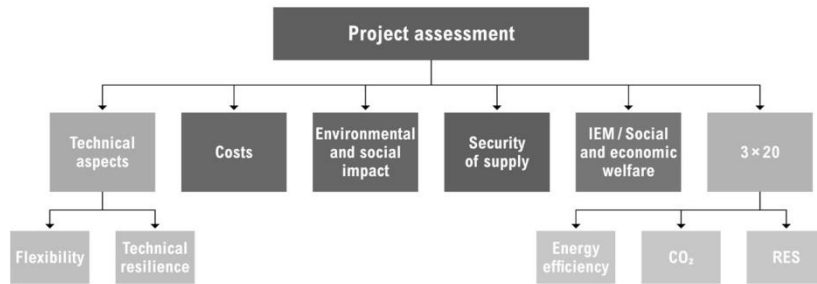 Project assessment
Technical
aspects
Costs
Environmental
and social
impact
Security
of supply
IEM / Social
and economic
welfare
3 × 20
Flexibility
Technical
resilience
Energy
efficiency
CO₂
RES